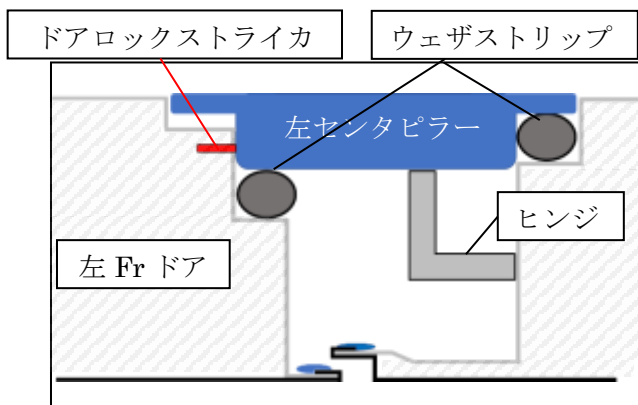 ドアロックストライカ
ウェザストリップ
左センタピラー
ヒンジ
左 Fr ドア